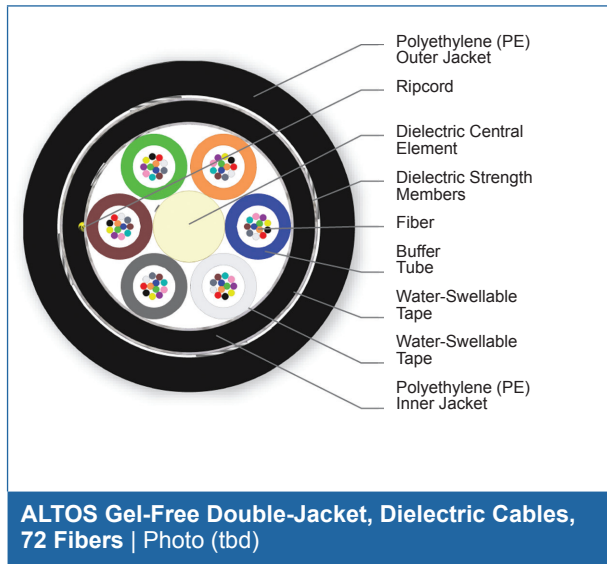 Polyethylene (PE)
Outer Jacket
Ripcord
Dielectric Central
Element
Dielectric Strength
Members
Fiber
Buffer
Tube
Water-Swellable
Tape
Water-Swellable
Tape
Polyethylene (PE)
Inner Jacket
ALTOS Gel-Free Double-Jacket, Dielectric Cables,
72 Fibers | Photo (tbd)